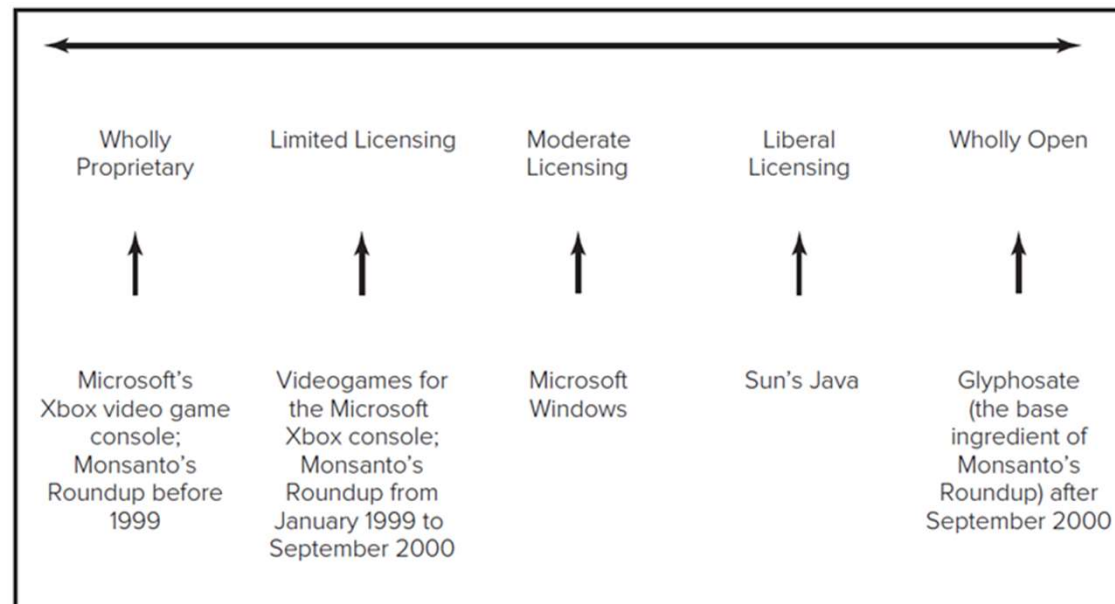 Wholly
Proprietary
Limited Licensing
Moderate
Licensing
Liberal
Licensing
Wholly Open
Microsoft's
Xbox video game
console;
Monsanto's
Roundup before
1999
Videogames for
the Microsoft
Xbox console;
Monsanto's
Roundup from
January 1999 to
September 2000
Microsoft
Windows
Sun's Java
Glyphosate
(the base
ingredient of
Monsanto's
Roundup) after
September 2000